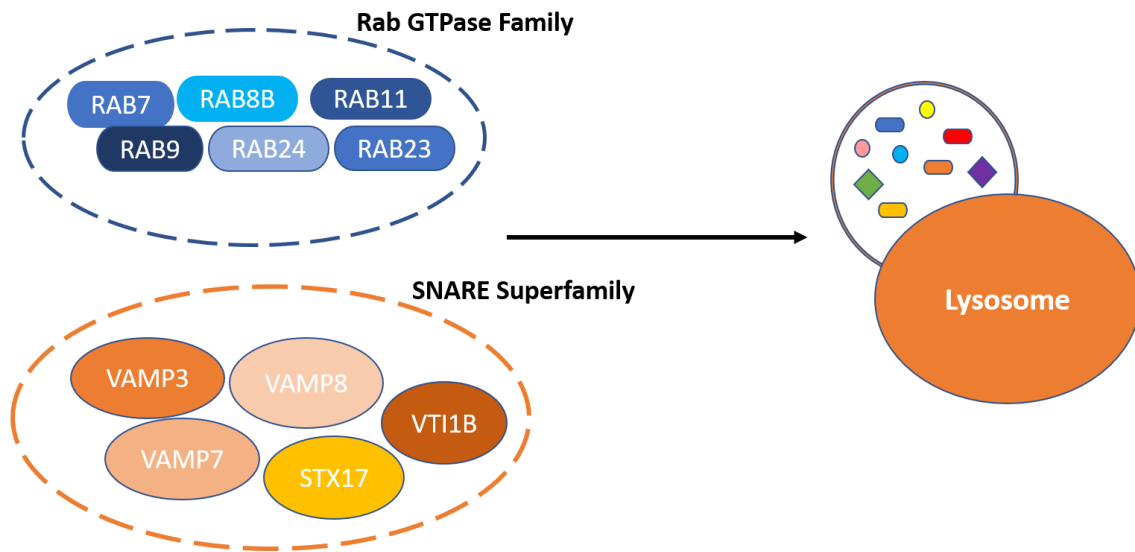 Rab GTPase Family
RAB7
RAB8B
RAB11
RAB9
RAB24
RAB23
SNARE Superfamily
VAMP3
VAMP8
VTI1B
VAMP7
STX17
Lysosome